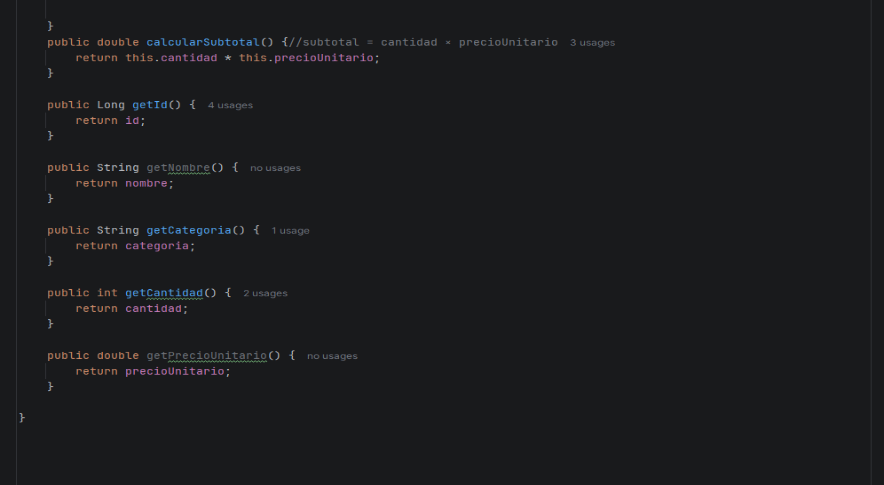 }
public double calcularSubtotal() {//subtotal = cantidad * precioUnitario 3 usages
return this.cantidad * this.precioUnitario;
}
public Long getId() { 4 usages
return id;
}
public String getNombre() { no usages
return nombre;
}
public String getCategoria() { 1 usage
return categoria;
}
public int getCantidad() { 2 usages
return cantidad;
}
public double getPrecioUnitario() { no usages
return precioUnitario;
}
}